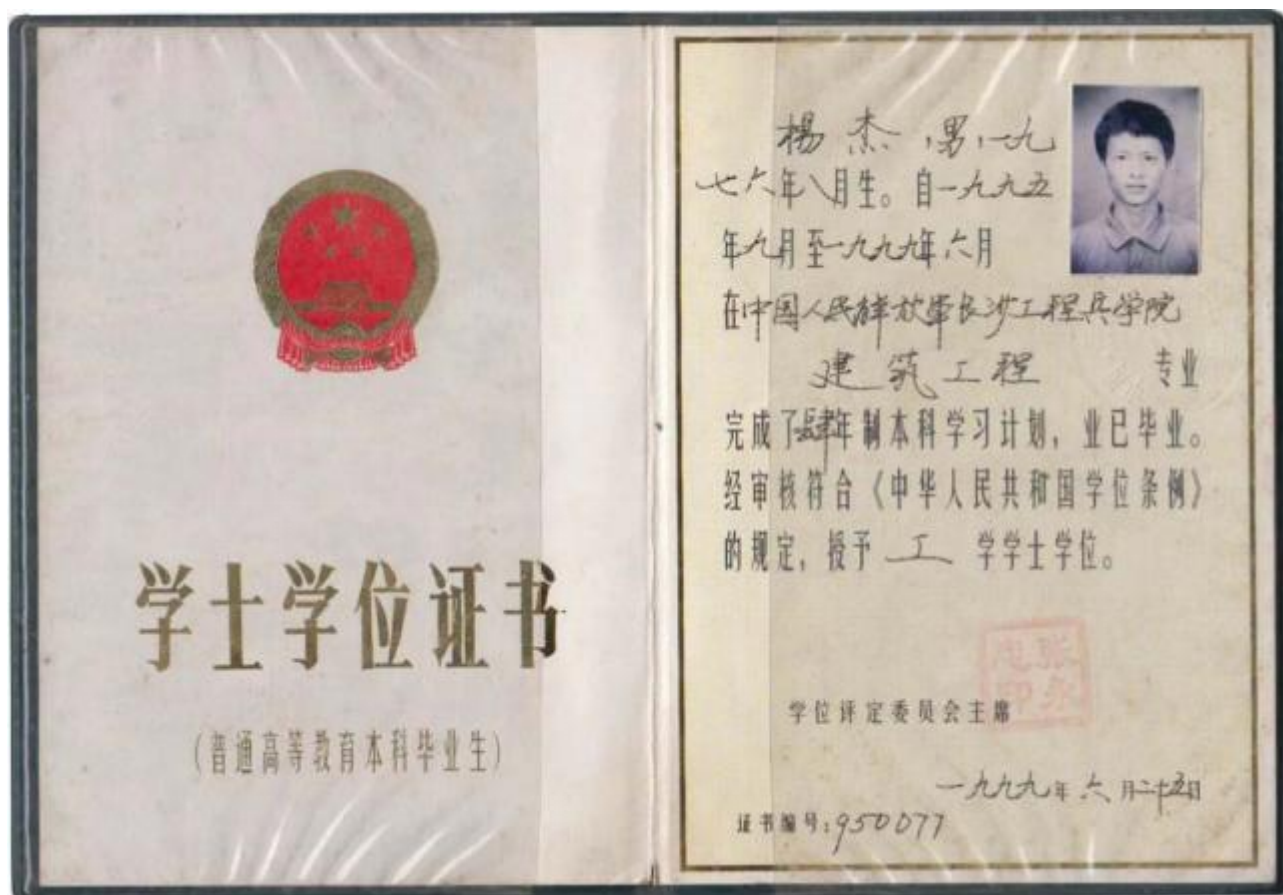 学士学位证书
(普通高等教育本科毕业生)
楊杰,男,一九
七六年八月生。自一九九五
年九月至一九九九年六月
在中国人民解放军长沙工程兵学院
建筑工程 专业
完成了肆年制本科学习计划,业已毕业。
经审核符合《中华人民共和国学位条例》
的规定,授予 工 学学士学位。
学位评定委员会主席
一九九九年六月二十五日
证书编号:950077